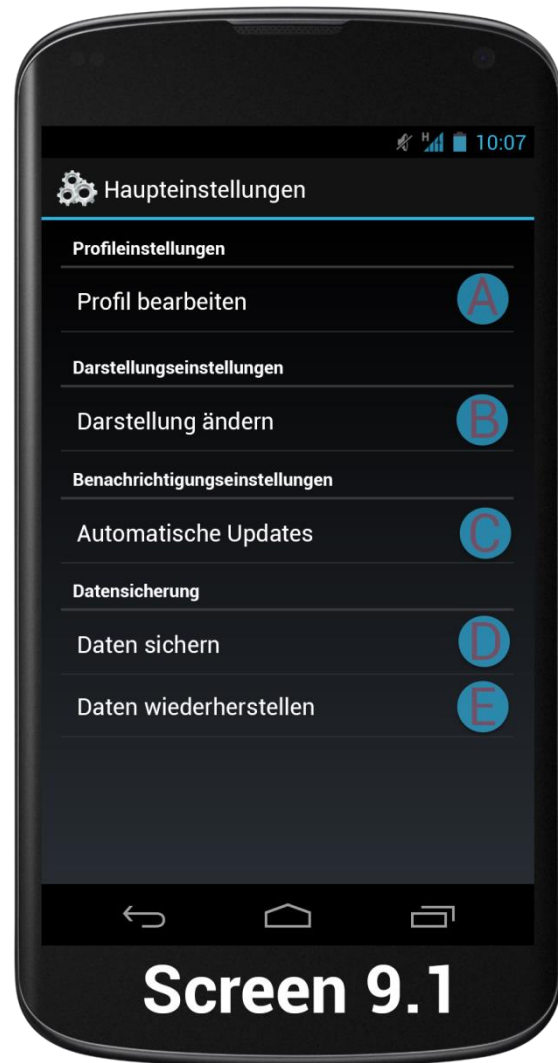 H 10:07
Haupteinstellungen
Profileinstellungen
Profil bearbeiten A
Darstellungseinstellungen
Darstellung ändern B
Benachrichtigungseinstellungen
Automatische Updates C
Datensicherung
Daten sichern D
Daten wiederherstellen E
Screen 9.1